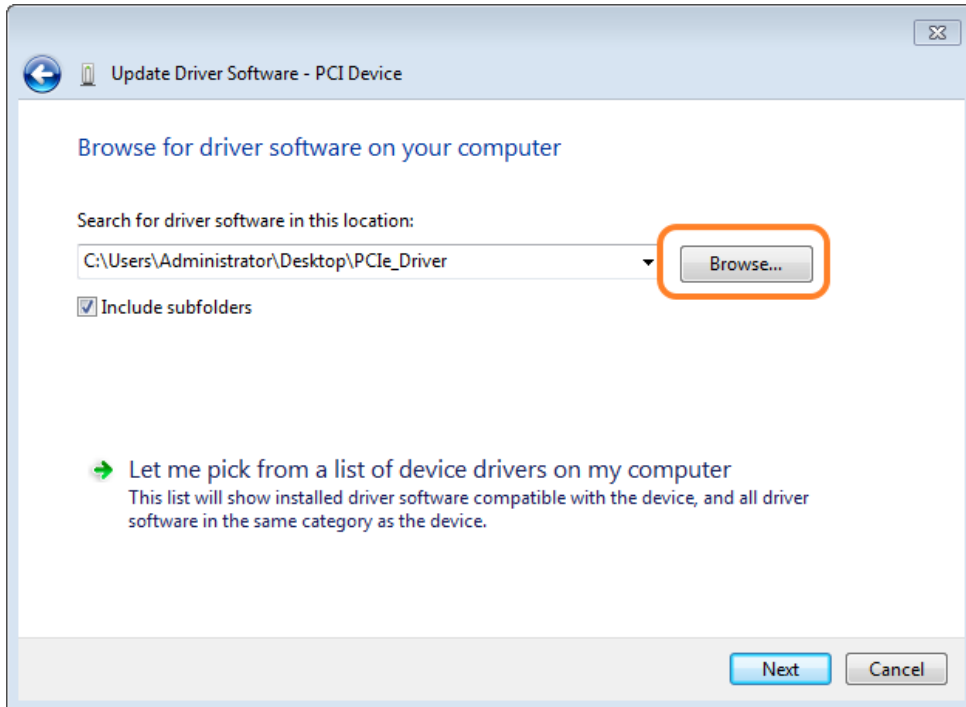 Update Driver Software - PCI Device
Browse for driver software on your computer
Search for driver software in this location:
C:\Users\Administrator\Desktop\PCIe_Driver
Browse...
Include subfolders
Let me pick from a list of device drivers on my computer
This list will show installed driver software compatible with the device, and all driver
software in the same category as the device.
Next
Cancel